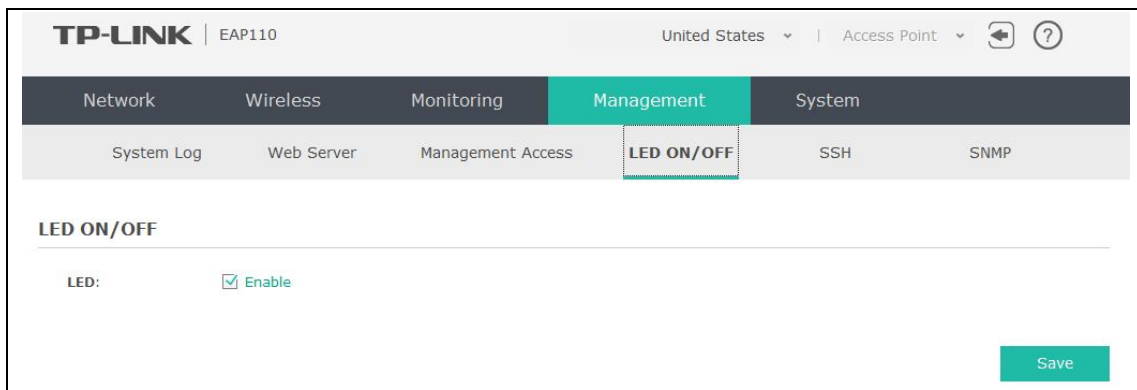 TP-LINK | EAP110 United States | Access Point ?
Network Wireless Monitoring Management System
System Log Web Server Management Access LED ON/OFF SSH SNMP
LED ON/OFF
LED: Enable
Save